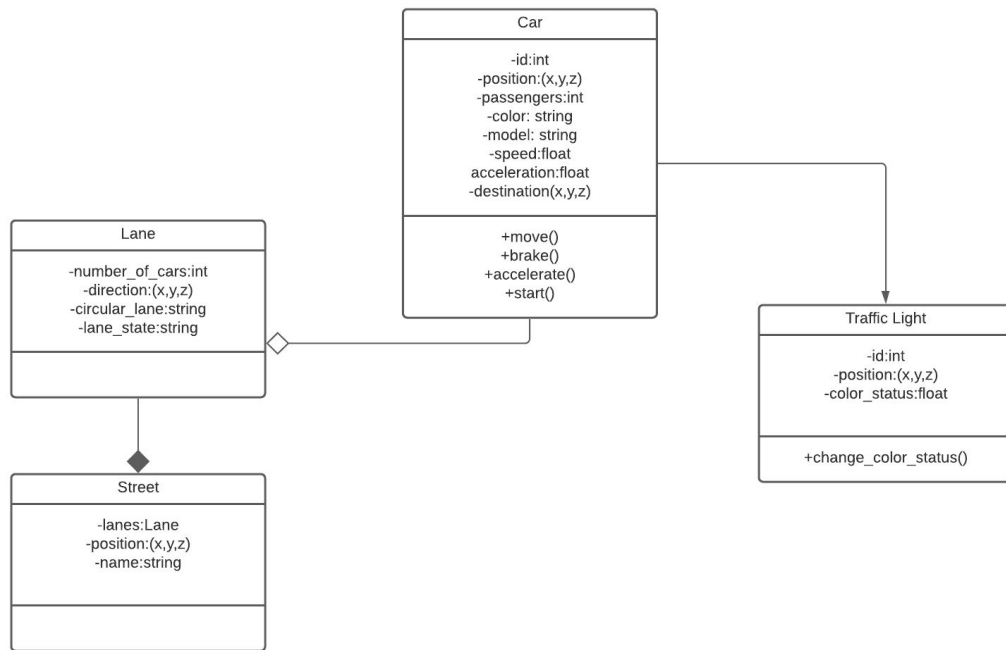 Car
-id:int
-position:(x,y,z)
-passengers:int
-color: string
-model: string
-speed:float
acceleration:float
-destination(x,y,z)
+move()
+brake()
+accelerate()
+start()
Lane
-number_of_cars:int
-direction:(x,y,z)
-circular_lane:string
-lane_state:string
Traffic Light
-id:int
-position:(x,y,z)
-color_status:float
+change_color_status()
Street
-lanes:Lane
-position:(x,y,z)
-name:string